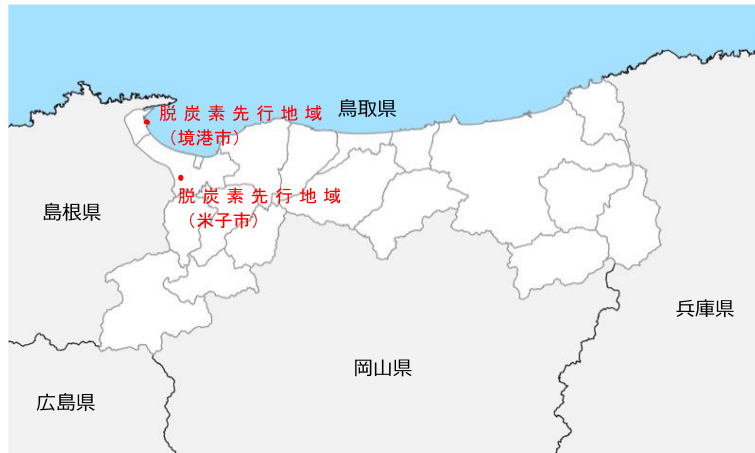 鳥取県
脱炭素先行地域
（境港市）
脱炭素先行地域
（米子市）
島根県
兵庫県
岡山県
広島県